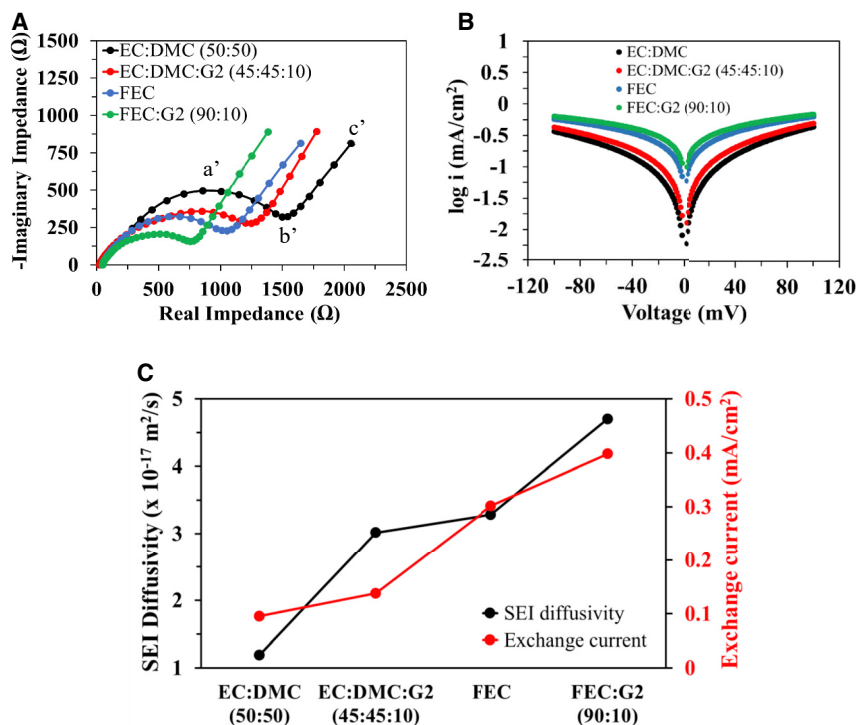 A
-Imaginary Impedance (Ω)
1500
1250
1000
750
500
250
0
EC:DMC (50:50)
EC:DMC:G2 (45:45:10)
FEC
FEC:G2 (90:10)
a’
b’
c’
0 500 1000 1500 2000 2500
Real Impedance (Ω)
B
log i (mA/cm²)
1
0.5
0
-0.5
-1
-1.5
-2
-2.5
EC:DMC
EC:DMC:G2 (45:45:10)
FEC
FEC:G2 (90:10)
-120 -80 -40 0 40 80 120
Voltage (mV)
C
SEI Diffusivity (x 10⁻¹⁷ m²/s)
5
4
3
2
1
SEI diffusivity
Exchange current
0.5
0.4
0.3
0.2
0.1
0
Exchange current (mA/cm²)
EC:DMC EC:DMC:G2 FEC FEC:G2
(50:50) (45:45:10) (90:10)